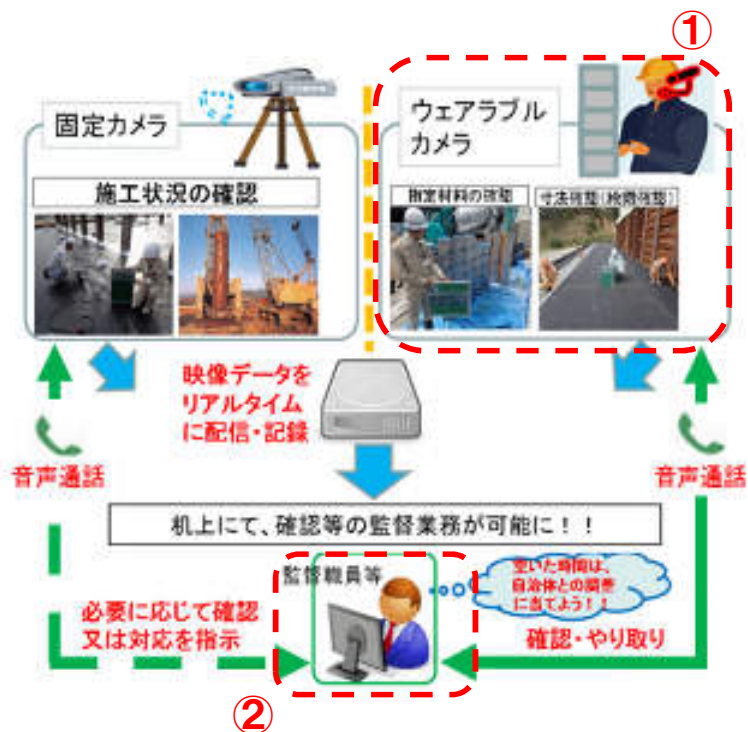 ①
固定カメラ
ウェアラブル
カメラ
施工状況の確認
指定材料の確認
寸法確認(検測確認)
映像データを
リアルタイム
に配信・記録
音声通話
音声通話
机上にて、確認等の監督業務が可能に！！
監督職員等
空いた時間は、
自治体との調整
に当てよう！！
必要に応じて確認
又は対応を指示
確認・やり取り
②